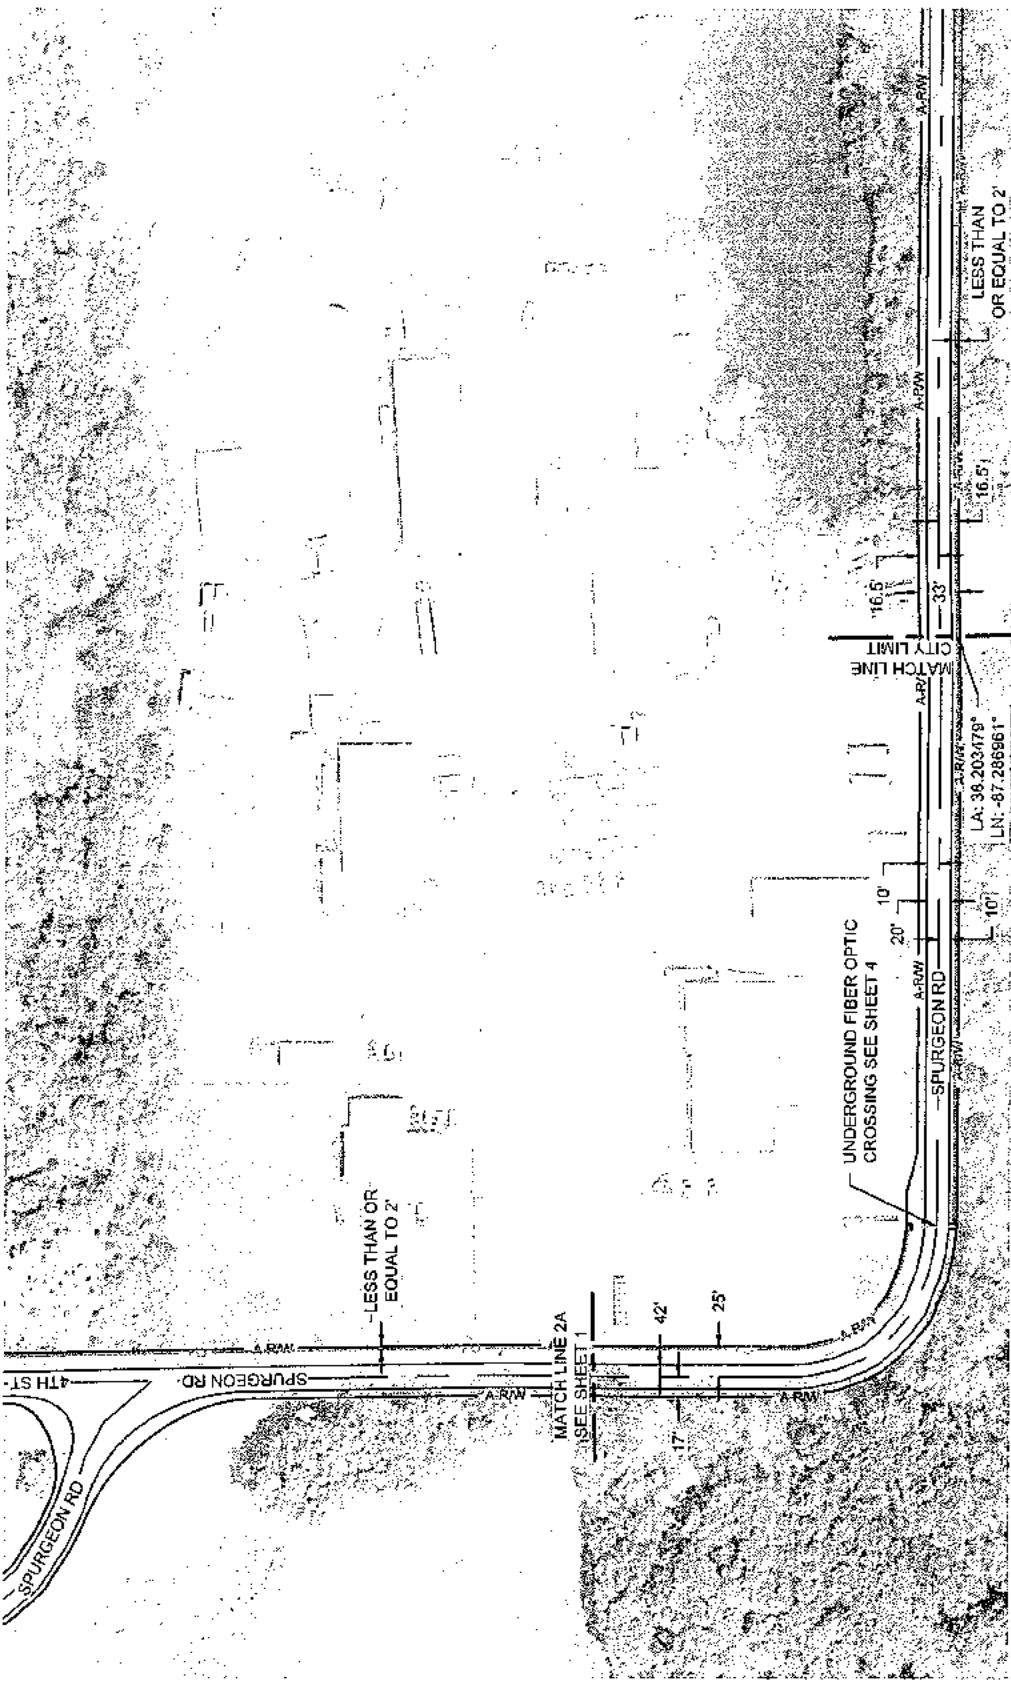 4TH ST.
SPURGEON RD
SPURGEON RD
LESS THAN OR
EQUAL TO 2'
A-R/W
A-R/W
MATCH LINE 2A
SEE SHEET 1
42'
17'
25'
A-R/W
A-R/W
UNDERGROUND FIBER OPTIC
CROSSING SEE SHEET 4
SPURGEON RD
A-R/W
A-R/W
20'
10'
10'
LA: 38.203479°
LN: -87.286961°
A-R/W
A-R/W
MATCH LINE
CITY LIMIT
16.5'
33'
16.5'
A-R/W
A-R/W
LESS THAN
OR EQUAL TO 2'
A-R/W